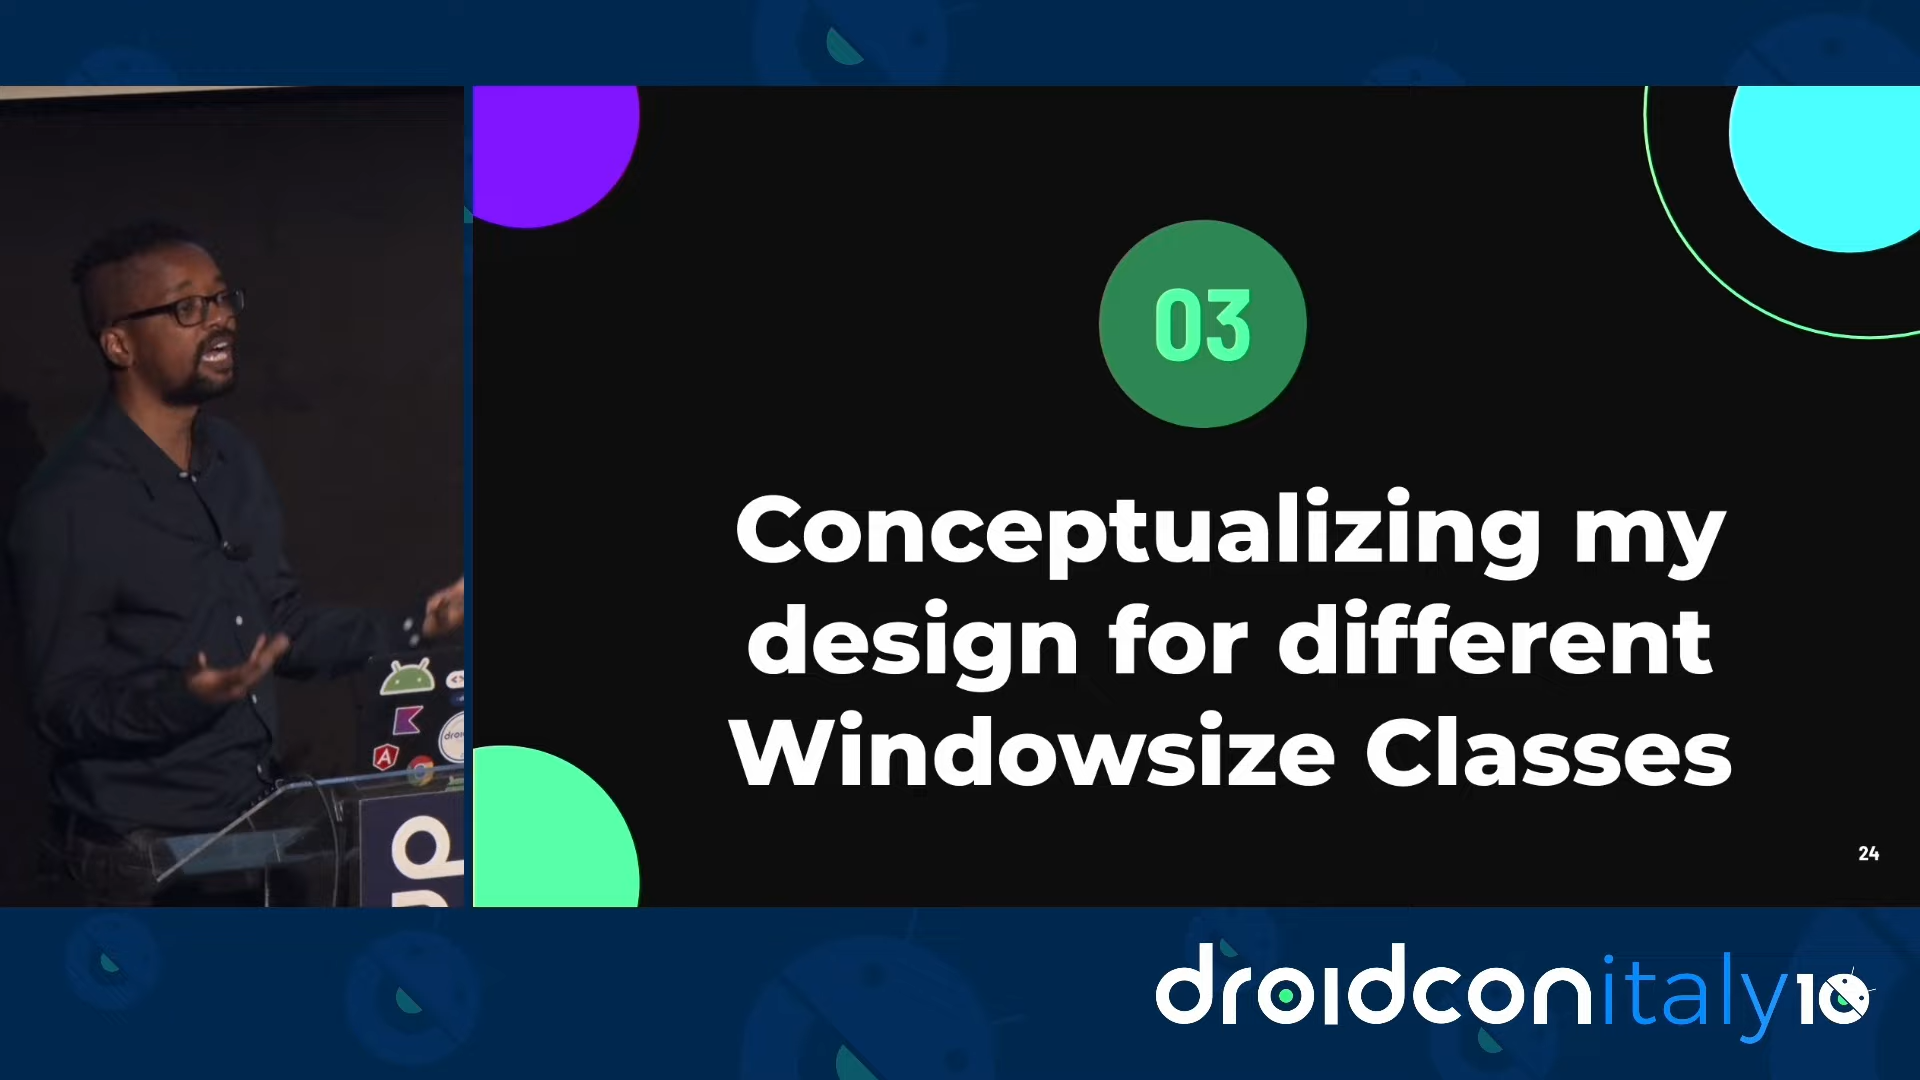 03
Conceptualizing my
design for different
Windowsize Classes
24
droidconitaly10